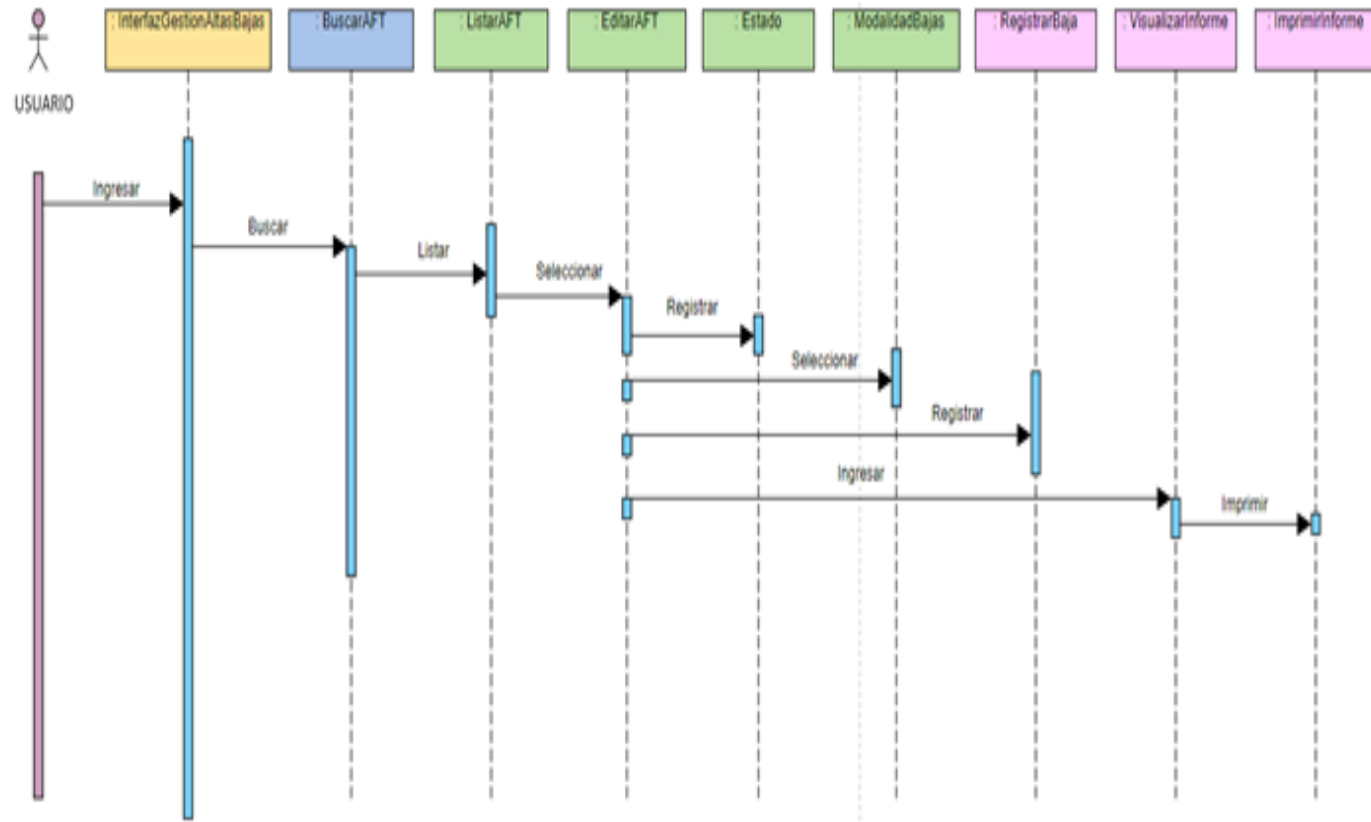 : InterfazGestionAltasBajas
: BuscarAFT
: ListarAFT
: EditarAFT
: Estado
: ModalidadBajas
: RegistrarBaja
: VisualizarInforme
: ImprimirInforme
USUARIO
Ingresar
Buscar
Listar
Seleccionar
Registrar
Seleccionar
Registrar
Ingresar
Imprimir